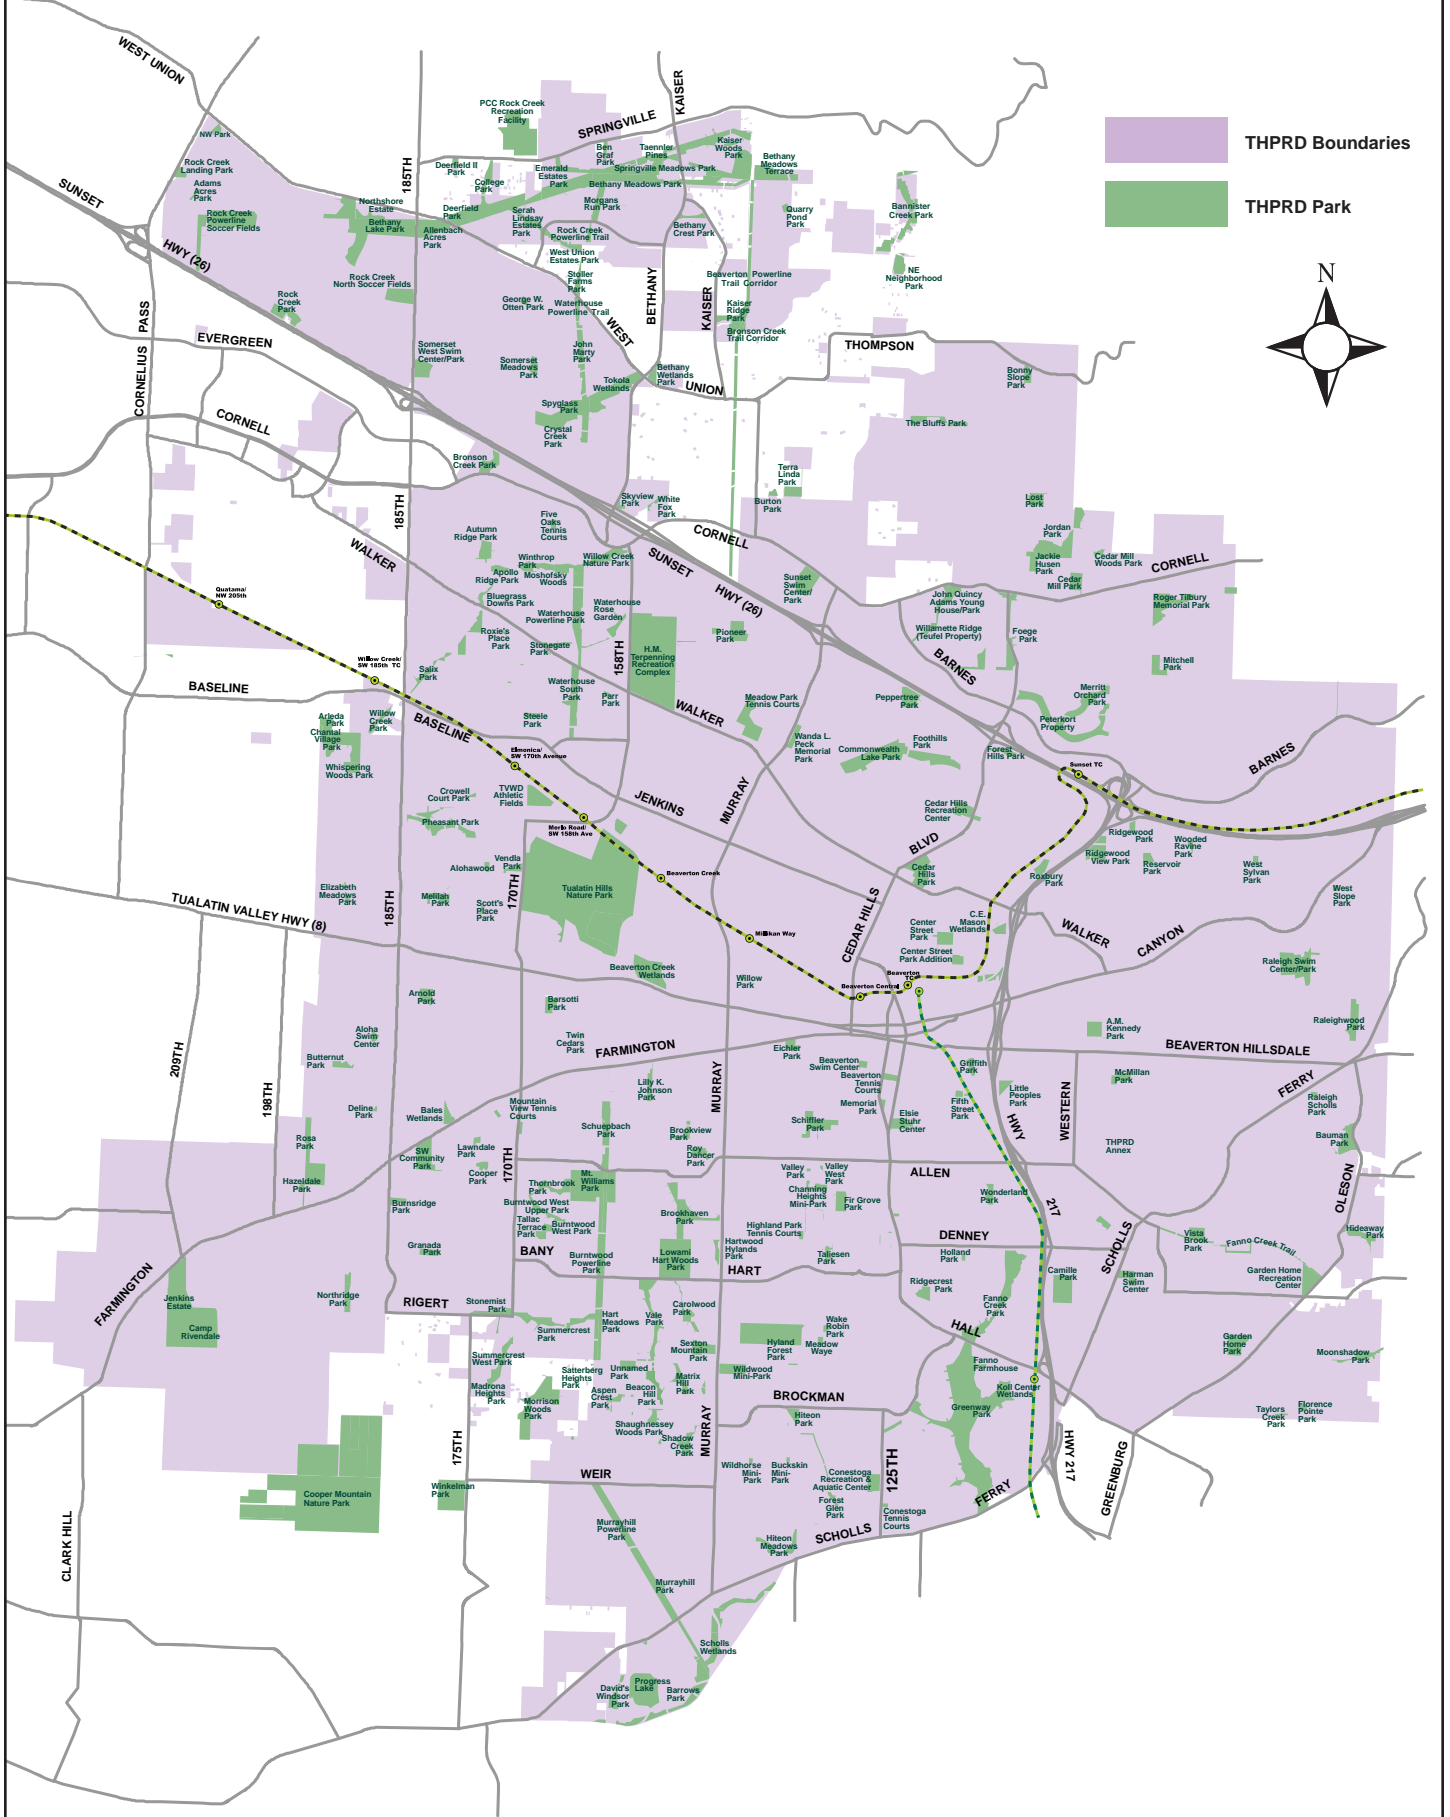 WEST UNION
KAISER
PCC Rock Creek
Recreation
Facility
SPRINGVILLE
THPRD Boundaries
THPRD Park
N
NW Park
Ben
Graf
Park
Taennler
Pines
Kaiser
Woods
Park
Bethany
Meadows
Terrace
Rock Creek
Landing Park
Adams
Acres
Park
185TH
Deerfield II
Park
College
Park
Emerald
Estates
Park
Springville Meadows Park
Bethany Meadows Park
SUNSET
Rock Creek
Powerline
Soccer Fields
Northshore
Estate
Bethany
Lake Park
Allenbach
Acres
Park
Deerfield
Park
Serah
Lindsay
Estates
Park
Morgans
Run Park
Rock Creek
Powerline Trail
Bethany
Crest Park
Quarry
Pond
Park
Bannister
Creek Park
HWY (26)
West Union
Estates Park
Rock Creek
North Soccer Fields
Stoller
Farms
Park
Beaverton Powerline
Trail Corridor
NE
Neighborhood
Park
Rock
Creek
Park
George W.
Otten Park
Waterhouse
Powerline Trail
BETHANY
KAISER
Kaiser
Ridge
Park
Bronson Creek
Trail Corridor
CORNELIUS PASS
EVERGREEN
WEST
UNION
THOMPSON
Somerset
West Swim
Center/Park
Somerset
Meadows
Park
John
Marty
Park
Tokola
Wetlands
Bethany
Wetlands
Park
Bonny
Slope
Park
CORNELL
Spyglass
Park
Crystal
Creek
Park
The Bluffs Park
Bronson
Creek Park
Terra
Linda
Park
185TH
Skyview
Park
White
Fox
Park
Burton
Park
Lost
Park
WALKER
Autumn
Ridge Park
Five
Oaks
Tennis
Courts
CORNELL
Jordan
Park
SUNSET
HWY (26)
Winthrop
Park
Willow Creek
Nature Park
Apollo
Ridge Park
Moshofsky
Woods
Jackie
Husen
Park
Cedar Mill
Woods Park
CORNELL
Cedar
Mill Park
Sunset
Swim
Center/
Park
Quatama/
NW 205th
Bluegrass
Downs Park
Waterhouse
Powerline Park
Waterhouse
Rose
Garden
John Quincy
Adams Young
House/Park
Roger Tilbury
Memorial Park
Roxie's
Place
Park
Stonegate
Park
158TH
Pioneer
Park
Willamette Ridge
(Teufel Property)
Foege
Park
H.M.
Terpenning
Recreation
Complex
BARNES
Mitchell
Park
Willow Creek/
SW 185th TC
Salix
Park
BASELINE
Waterhouse
South
Park
Parr
Park
WALKER
Meadow Park
Tennis Courts
Peppertree
Park
Merritt
Orchard
Park
Arleda
Park
Willow
Creek
Park
BASELINE
Steele
Park
Peterkort
Property
Chantal
Village
Park
Wanda L.
Peck
Memorial
Park
Commonwealth
Lake Park
Foothills
Park
Forest
Hills Park
BARNES
Elmonica/
SW 170th Avenue
Whispering
Woods Park
Sunset TC
Crowell
Court Park
TVWD
Athletic
Fields
JENKINS
MURRAY
Cedar Hills
Recreation
Center
Pheasant Park
Merlo Road/
SW 158th Ave
BLVD
Ridgewood
Park
Ridgewood
View Park
Wooded
Ravine
Park
Reservoir
Park
West
Sylvan
Park
Alohawood
Vendla
Park
Beaverton Creek
Cedar
Hills
Park
Roxbury
Park
Elizabeth
Meadows
Park
170TH
Tualatin Hills
Nature Park
West
Slope
Park
TUALATIN VALLEY HWY (8)
185TH
Melilah
Park
Scott's
Place
Park
CEDAR HILLS
Center
Street
Park
C.E.
Mason
Wetlands
WALKER
CANYON
Millikan Way
Center Street
Park Addition
Beaverton Creek
Wetlands
Willow
Park
Beaverton Central
Beaverton
TC
Raleigh Swim
Center/Park
Arnold
Park
Barsotti
Park
Aloha
Swim
Center
Twin
Cedars
Park
FARMINGTON
Eichler
Park
A.M.
Kennedy
Park
Raleighwood
Park
209TH
Butternut
Park
Beaverton
Swim Center
BEAVERTON HILLSDALE
198TH
Lilly K.
Johnson
Park
MURRAY
Beaverton
Tennis
Courts
Griffith
Park
McMillan
Park
FERRY
Little
Peoples
Park
Raleigh
Scholls
Park
Deline
Park
Bales
Wetlands
Mountain
View Tennis
Courts
Memorial
Park
Elsie
Stuhr
Center
Fifth
Street
Park
WESTERN
HWY
Rosa
Park
Schuepbach
Park
Brookview
Park
Schiffler
Park
Bauman
Park
SW
Community
Park
Lawndale
Park
Roy
Dancer
Park
THPRD
Annex
Cooper
Park
170TH
Hazeldale
Park
Thornbrook
Park
Mt.
Williams
Park
Valley
Park
Valley
West
Park
ALLEN
OLESON
Burnsridge
Park
Burntwood West
Upper Park
Channing
Heights
Mini-Park
Fir Grove
Park
Wonderland
Park
217
Tallac
Terrace
Park
Burntwood
West Park
Brookhaven
Park
Highland Park
Tennis Courts
DENNEY
SCHOLLS
Vista
Brook
Park
Fanno Creek Trail
Hideaway
Park
Granada
Park
BANY
Burntwood
Powerline
Park
Lowami
Hart Woods
Park
Hartwood
Hylands
Park
Taliesen
Park
Holland
Park
HART
Camille
Park
Harman
Swim
Center
Garden Home
Recreation
Center
FARMINGTON
Jenkins
Estate
Northridge
Park
RIGERT
Stonemist
Park
Ridgecrest
Park
Fanno
Creek
Park
Camp
Rivendale
Summercrest
Park
Hart
Meadows
Park
Vale
Park
Carolwood
Park
Wake
Robin
Park
HALL
Sexton
Mountain
Park
Hyland
Forest
Park
Meadow
Waye
Garden
Home
Park
Moonshadow
Park
Summercrest
West Park
Satterberg
Heights
Park
Unnamed
Park
Matrix
Hill
Park
Wildwood
Mini-Park
Fanno
Farmhouse
Madrona
Heights
Park
Morrison
Woods
Park
Aspen
Crest
Park
Beacon
Hill
Park
BROCKMAN
Koll Center
Wetlands
Greenway
Park
Taylors
Creek
Park
Florence
Pointe
Park
Shaughnessey
Woods Park
Shadow
Creek
Park
MURRAY
Hiteon
Park
175TH
WEIR
Wildhorse
Mini-
Park
Buckskin
Mini-
Park
Conestoga
Recreation &
Aquatic Center
125TH
HWY 217
GREENBURG
Winkelman
Park
Cooper Mountain
Nature Park
Forest
Glen
Park
FERRY
Conestoga
Tennis
Courts
CLARK HILL
Murrayhill
Powerline
Park
Hiteon
Meadows
Park
SCHOLLS
Murrayhill
Park
Scholls
Wetlands
David's
Windsor
Park
Progress
Lake
Barrows
Park